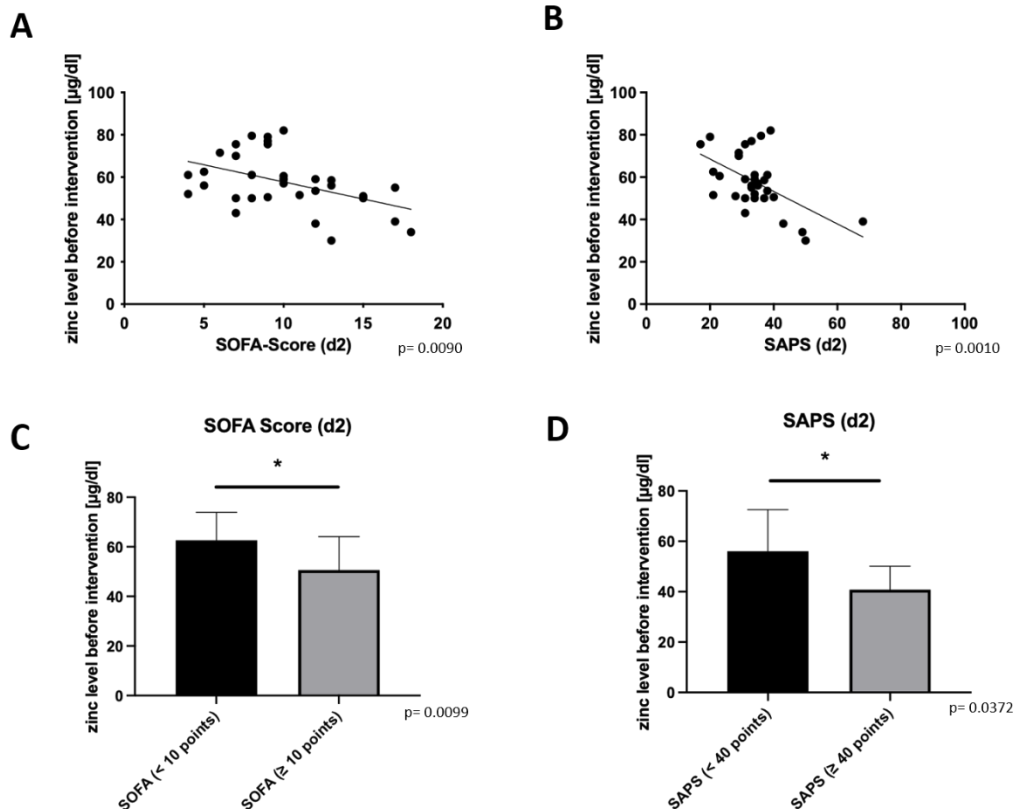 A
zinc level before intervention [µg/dl]
100
80
60
40
20
0
0
5
10
15
20
SOFA-Score (d2)
p= 0.0090
B
zinc level before intervention [µg/dl]
100
80
60
40
20
0
0
20
40
60
80
100
SAPS (d2)
p= 0.0010
C
SOFA Score (d2)
*
zinc level before intervention [µg/dl]
80
60
40
20
0
SOFA (< 10 points)
SOFA (≥ 10 points)
p= 0.0099
D
SAPS (d2)
*
zinc level before intervention [µg/dl]
80
60
40
20
0
SAPS (< 40 points)
SAPS (≥ 40 points)
p= 0.0372